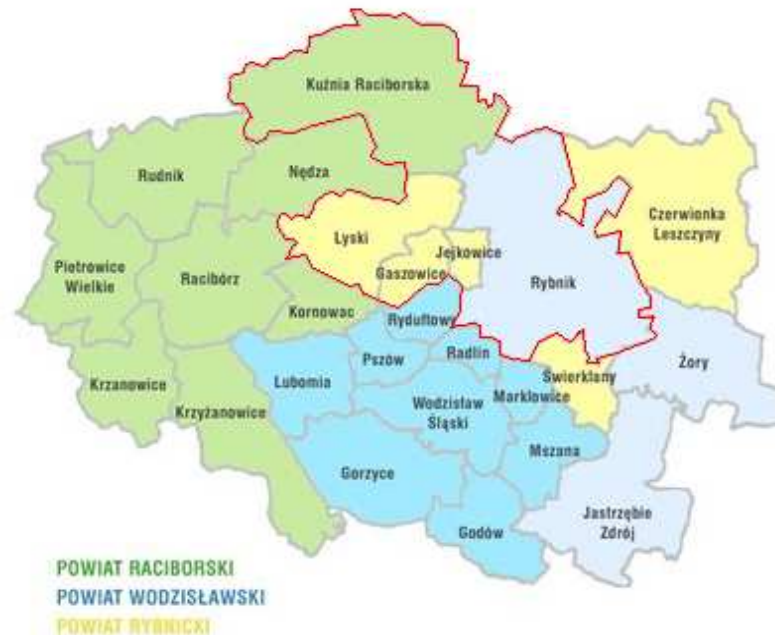 Kuźnia Raciborska
Rudnik
Nędza
Czerwionka
Leszczyny
Lyski
Jejkowice
Gaszowice
Piotrowice
Wielkie
Racibórz
Rybnik
Kornowac
Rydułtowy
Pszów
Radlin
Żory
Krzanowice
Lubomia
Świerklany
Krzyżanowice
Wodzisław
Śląski
Marklowice
Mszana
Gorzyce
Godów
Jastrzębie
Zdrój
POWIAT RACIBORSKI
POWIAT WODZISŁAWSKI
POWIAT RYBNICKI